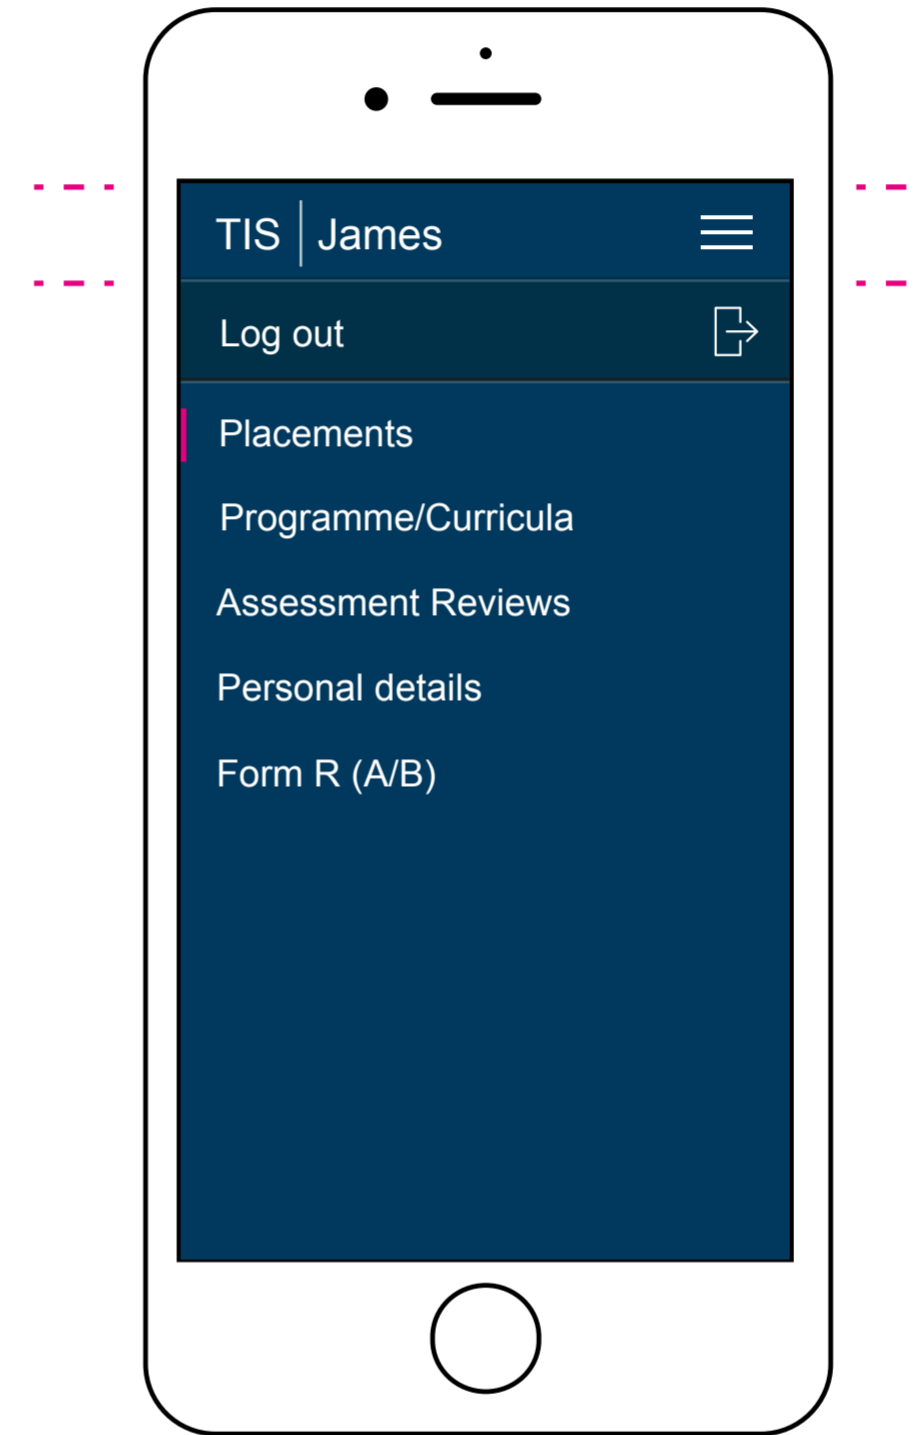 TIS James
Log out
Placements
Programme/Curricula
Assessment Reviews
Personal details
Form R (A/B)